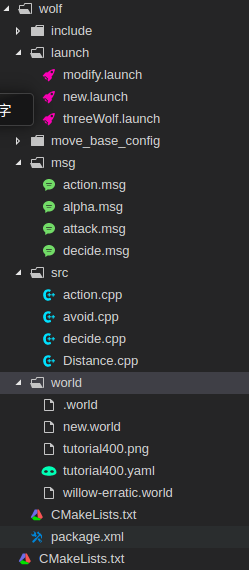 wolf
include
launch
modify.launch
new.launch
threeWolf.launch
字
move_base_config
msg
action.msg
alpha.msg
attack.msg
decide.msg
src
action.cpp
avoid.cpp
decide.cpp
Distance.cpp
world
.world
new.world
tutorial400.png
tutorial400.yaml
willow-erratic.world
CMakeLists.txt
package.xml
CMakeLists.txt